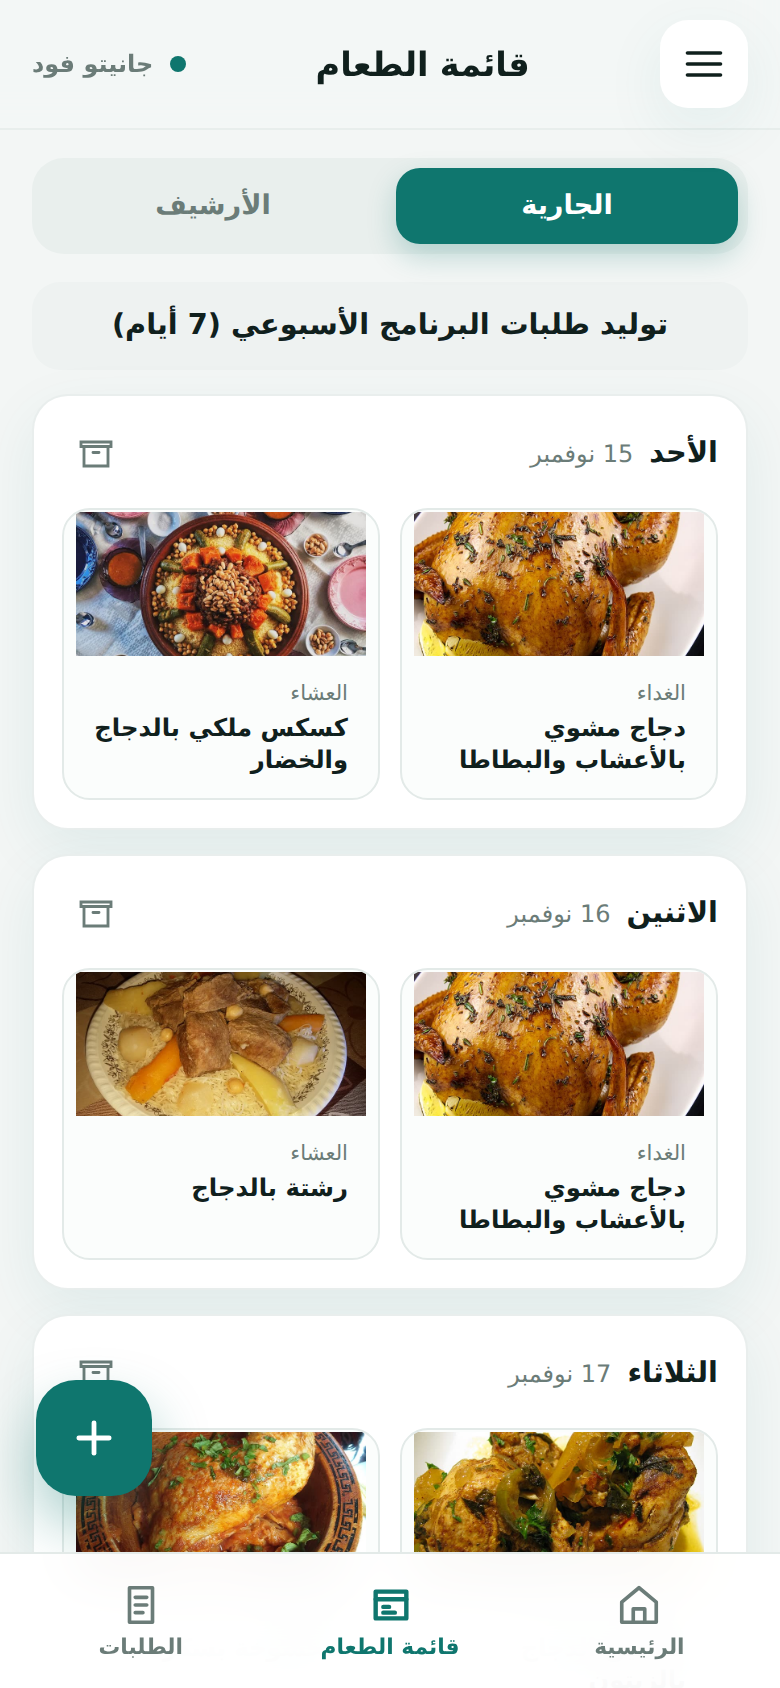 قائمة الطعام
جانيتو فود
الجارية
الأرشيف
توليد طلبات البرنامج الأسبوعي (7 أيام)
الأحد 15 نوفمبر
الغداء
دجاج مشوي
بالأعشاب والبطاطا
العشاء
كسكس ملكي بالدجاج
والخضار
الاثنين 16 نوفمبر
الغداء
دجاج مشوي
بالأعشاب والبطاطا
العشاء
رشتة بالدجاج
الثلاثاء 17 نوفمبر
الرئيسية
قائمة الطعام
الطلبات